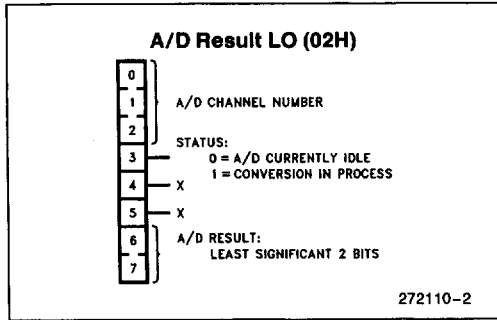 A/D Result LO (02H)
0
1
2
A/D CHANNEL NUMBER
3
STATUS:
0 = A/D CURRENTLY IDLE
1 = CONVERSION IN PROCESS
4
X
5
X
6
7
A/D RESULT:
LEAST SIGNIFICANT 2 BITS
272110-2